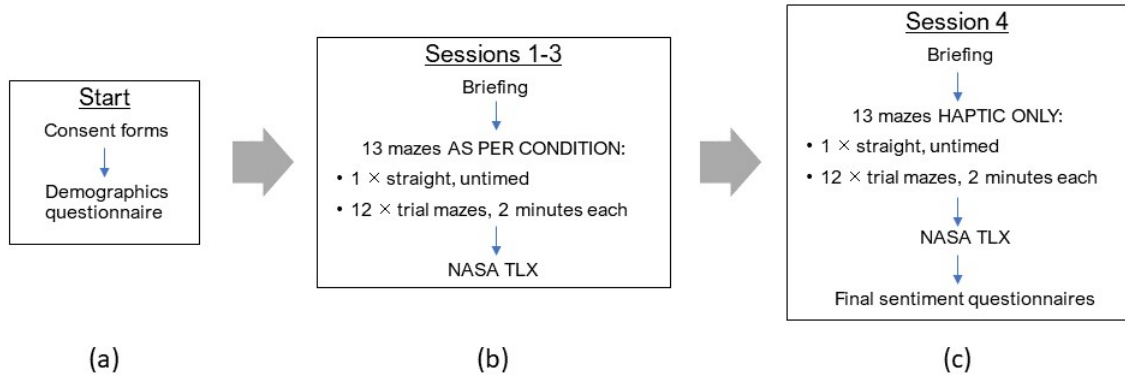 Start
Consent forms
Demographics
questionnaire
(a)
Sessions 1-3
Briefing
13 mazes AS PER CONDITION:
• 1 × straight, untimed
• 12 × trial mazes, 2 minutes each
NASA TLX
(b)
Session 4
Briefing
13 mazes HAPTIC ONLY:
• 1 × straight, untimed
• 12 × trial mazes, 2 minutes each
NASA TLX
Final sentiment questionnaires
(c)